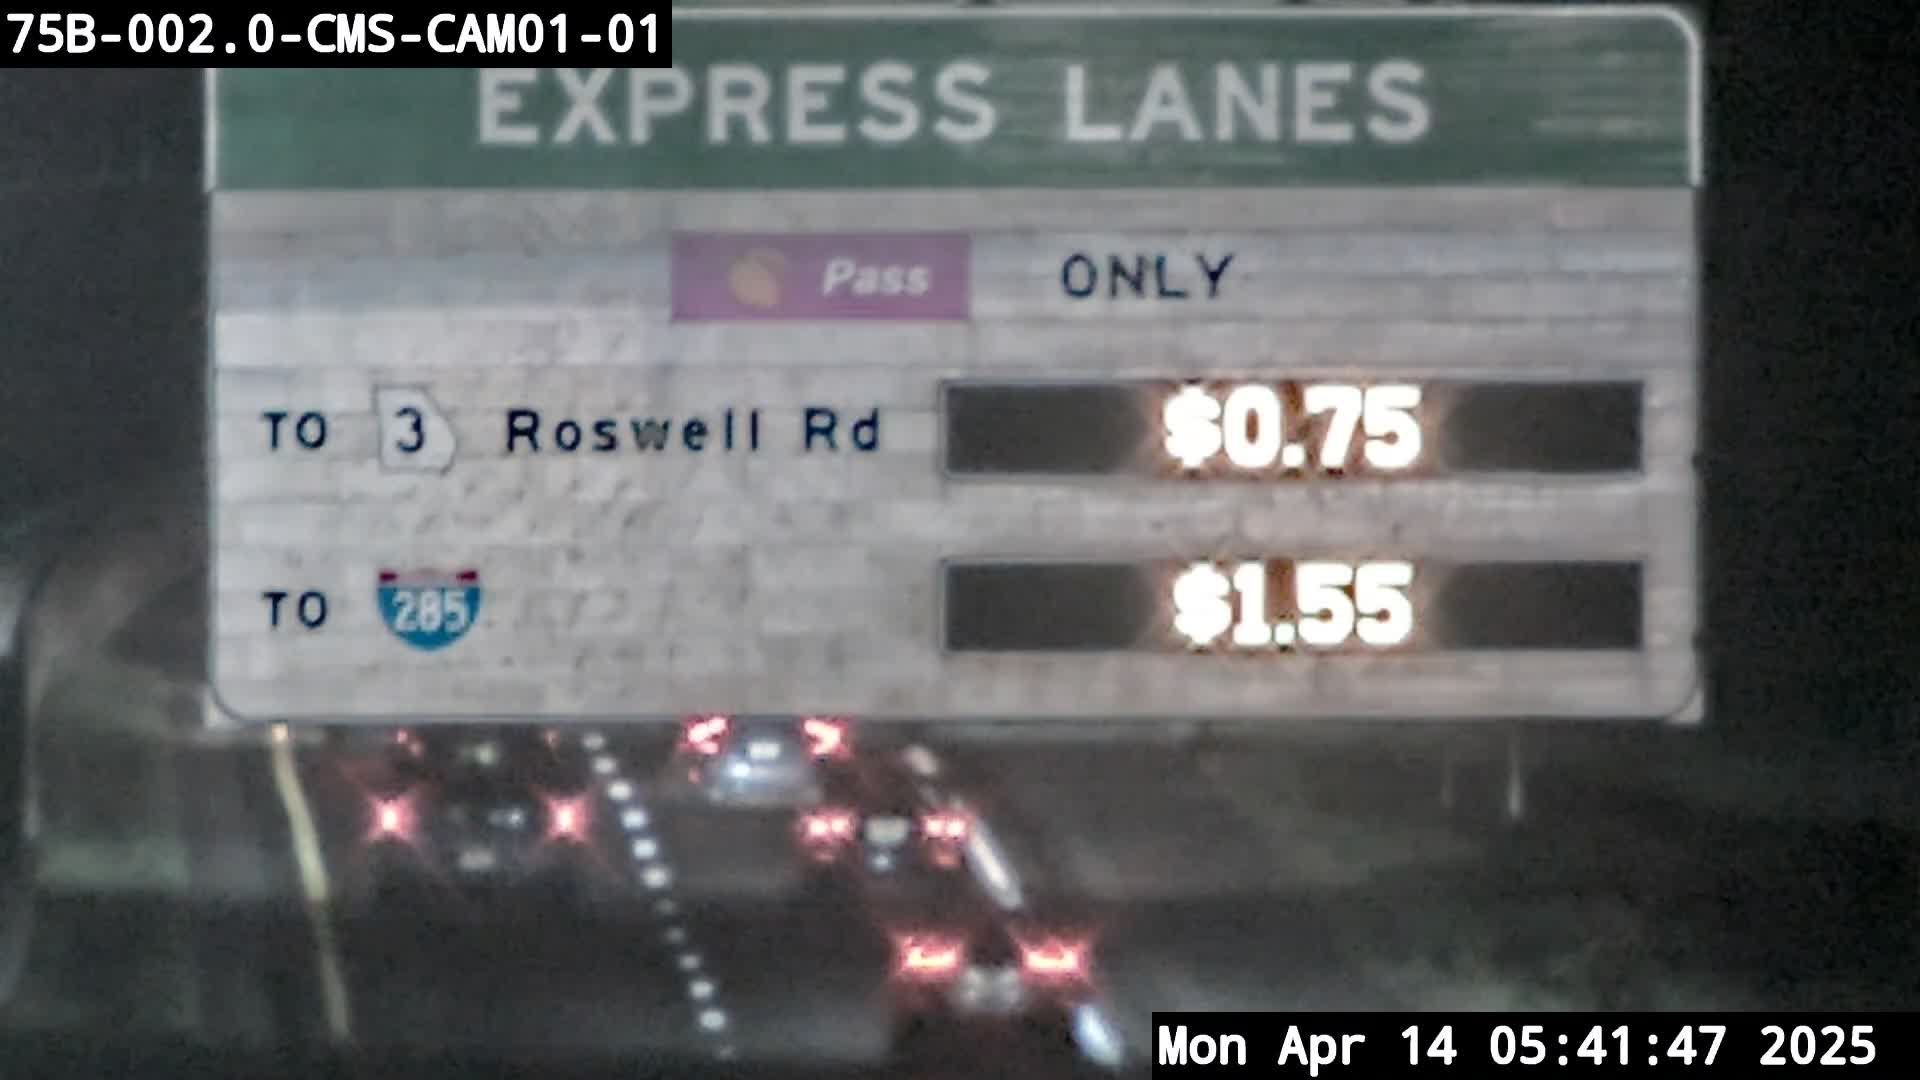 75B-002.0-CMS-CAM01-01
EXPRESS LANES
Pass ONLY
TO 3 Roswell Rd $0.75
TO 285 $1.55
Mon Apr 14 05:41:47 2025